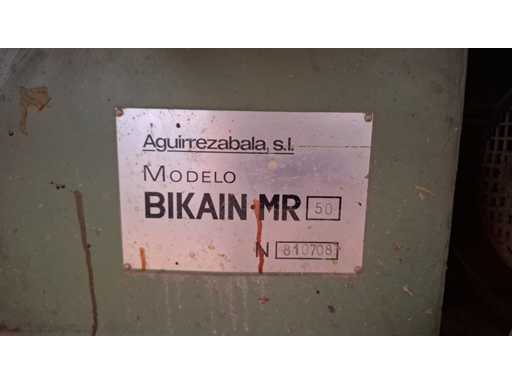 Aguirrezabala, s.l.
MODELO
BIKAIN·MR 50
N 810708